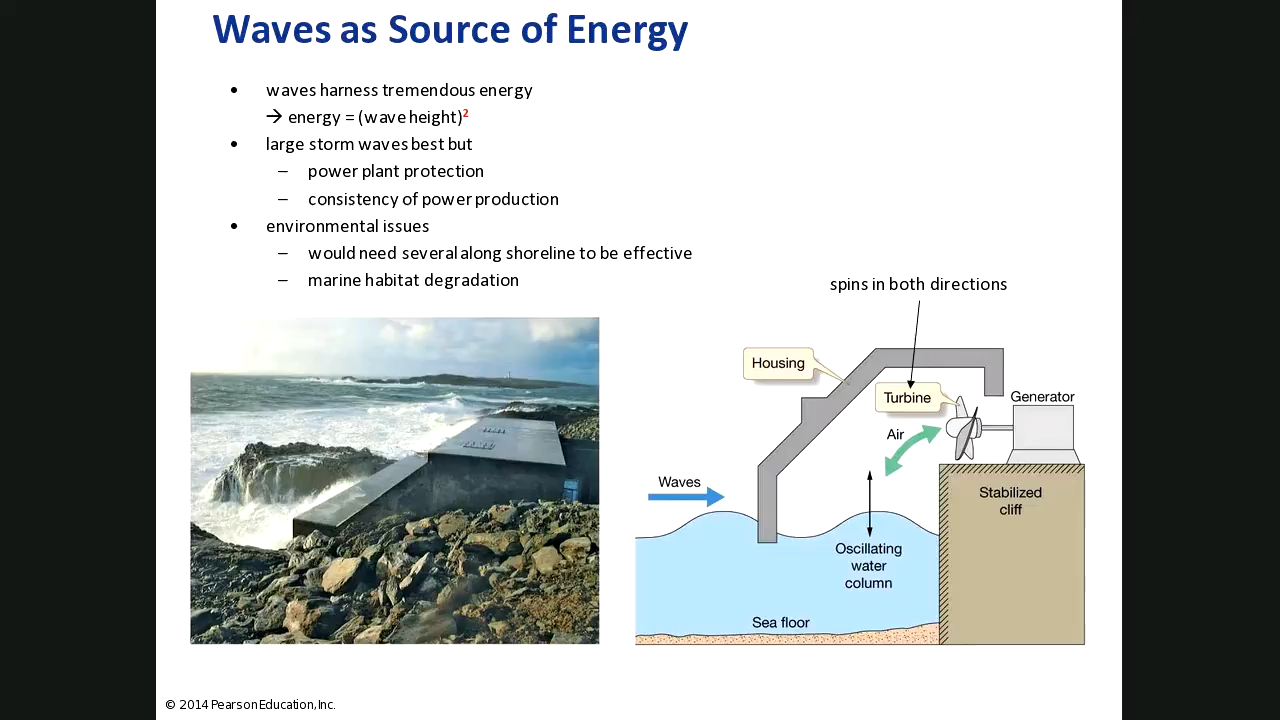 Waves as Source of Energy
• waves harness tremendous energy
→ energy = (wave height)²
• large storm waves best but
– power plant protection
– consistency of power production
• environmental issues
– would need several along shoreline to be effective
– marine habitat degradation
spins in both directions
Housing
Turbine
Generator
Air
Waves
Stabilized
cliff
Oscillating
water
column
Sea floor
© 2014 Pearson Education, Inc.